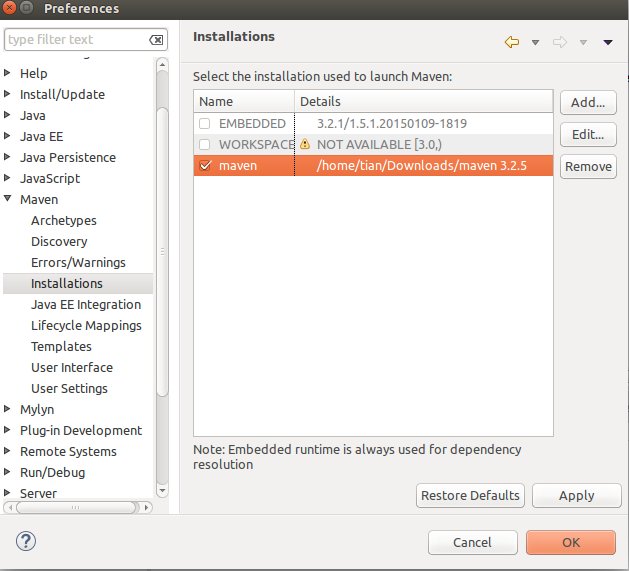 Preferences
type filter text
Help
Install/Update
Java
Java EE
Java Persistence
JavaScript
Maven
Archetypes
Discovery
Errors/Warnings
Installations
Java EE Integration
Lifecycle Mappings
Templates
User Interface
User Settings
Mylyn
Plug-in Development
Remote Systems
Run/Debug
Server
Installations
Select the installation used to launch Maven:
Name Details
EMBEDDED 3.2.1/1.5.1.20150109-1819
WORKSPACE NOT AVAILABLE [3.0,)
maven /home/tian/Downloads/maven 3.2.5
Add...
Edit...
Remove
Note: Embedded runtime is always used for dependency
resolution
Restore Defaults Apply
? Cancel OK